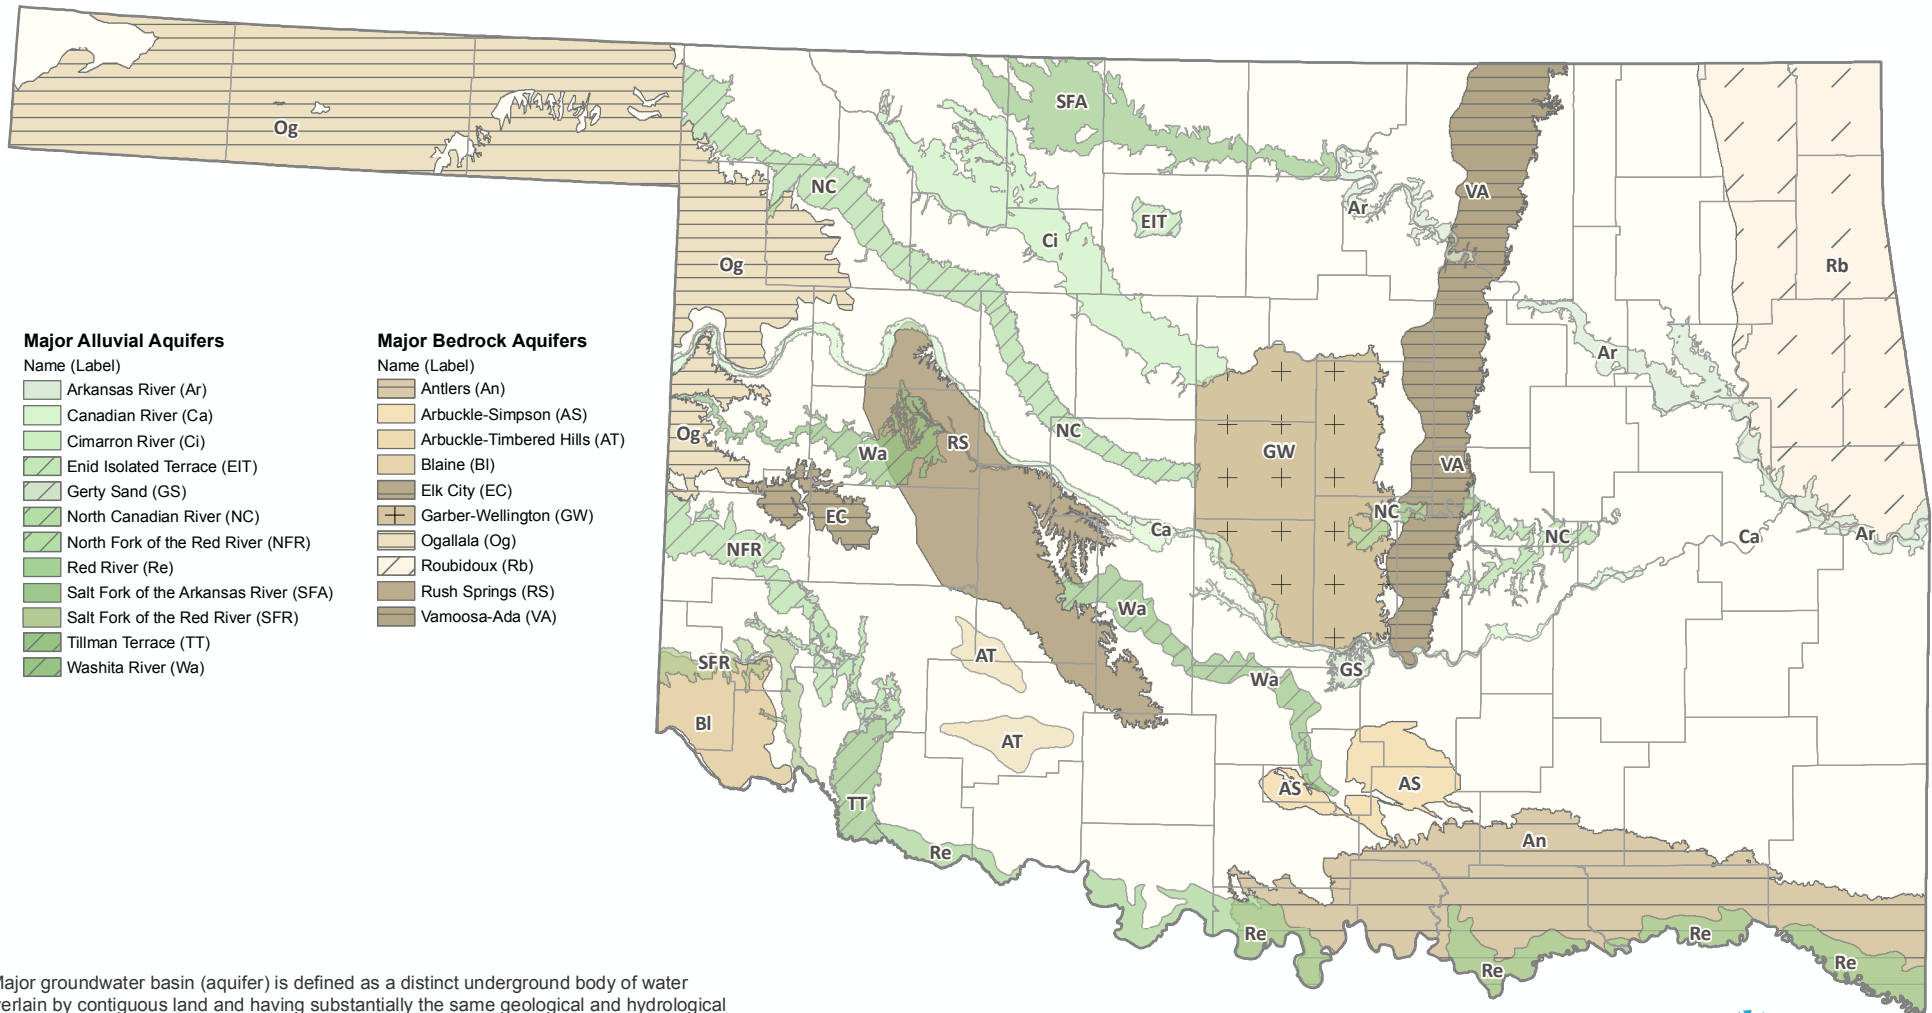 Og
SFA
NC
VA
Ar
EIT
Ci
Og
Rb
Major Alluvial Aquifers
Name (Label)
Arkansas River (Ar)
Canadian River (Ca)
Cimarron River (Ci)
Enid Isolated Terrace (EIT)
Gerty Sand (GS)
North Canadian River (NC)
North Fork of the Red River (NFR)
Red River (Re)
Salt Fork of the Arkansas River (SFA)
Salt Fork of the Red River (SFR)
Tillman Terrace (TT)
Washita River (Wa)
Major Bedrock Aquifers
Name (Label)
Antlers (An)
Arbuckle-Simpson (AS)
Arbuckle-Timbered Hills (AT)
Blaine (Bl)
Elk City (EC)
Garber-Wellington (GW)
Ogallala (Og)
Roubidoux (Rb)
Rush Springs (RS)
Vamoosa-Ada (VA)
Ar
Og
Wa
RS
NC
GW
VA
EC
NFR
Ca
NC
NC
Ca
Ar
Wa
AT
SFR
Wa
GS
Bl
AT
AS
AS
TT
Re
An
Re
Re
Re
Re
Major groundwater basin (aquifer) is defined as a distinct underground body of water
verlain by contiguous land and having substantially the same geological and hydrological